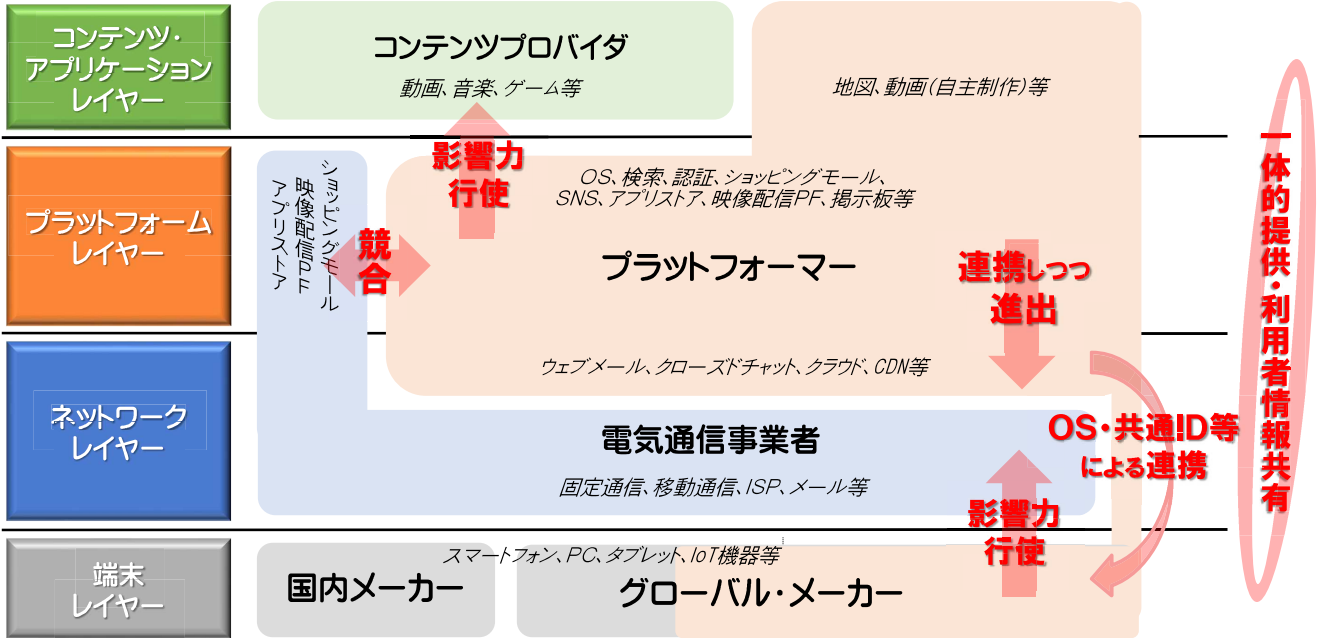 コンテンツ・
アプリケーション
レイヤー
コンテンツプロバイダ
動画、音楽、ゲーム等
地図、動画(自主制作)等
影響力
行使
プラットフォーム
レイヤー
ショッピングモール
映像配信PF
アプリストア
競
合
OS、検索、認証、ショッピングモール、
SNS、アプリストア、映像配信PF、掲示板等
プラットフォーマー
連携しつつ
進出
ウェブメール、クローズドチャット、クラウド、CDN等
ネットワーク
レイヤー
電気通信事業者
固定通信、移動通信、ISP、メール等
OS・共通ID等
による連携
影響力
行使
端末
レイヤー
スマートフォン、PC、タブレット、IoT機器等
国内メーカー
グローバル・メーカー
一体的提供・利用者情報共有